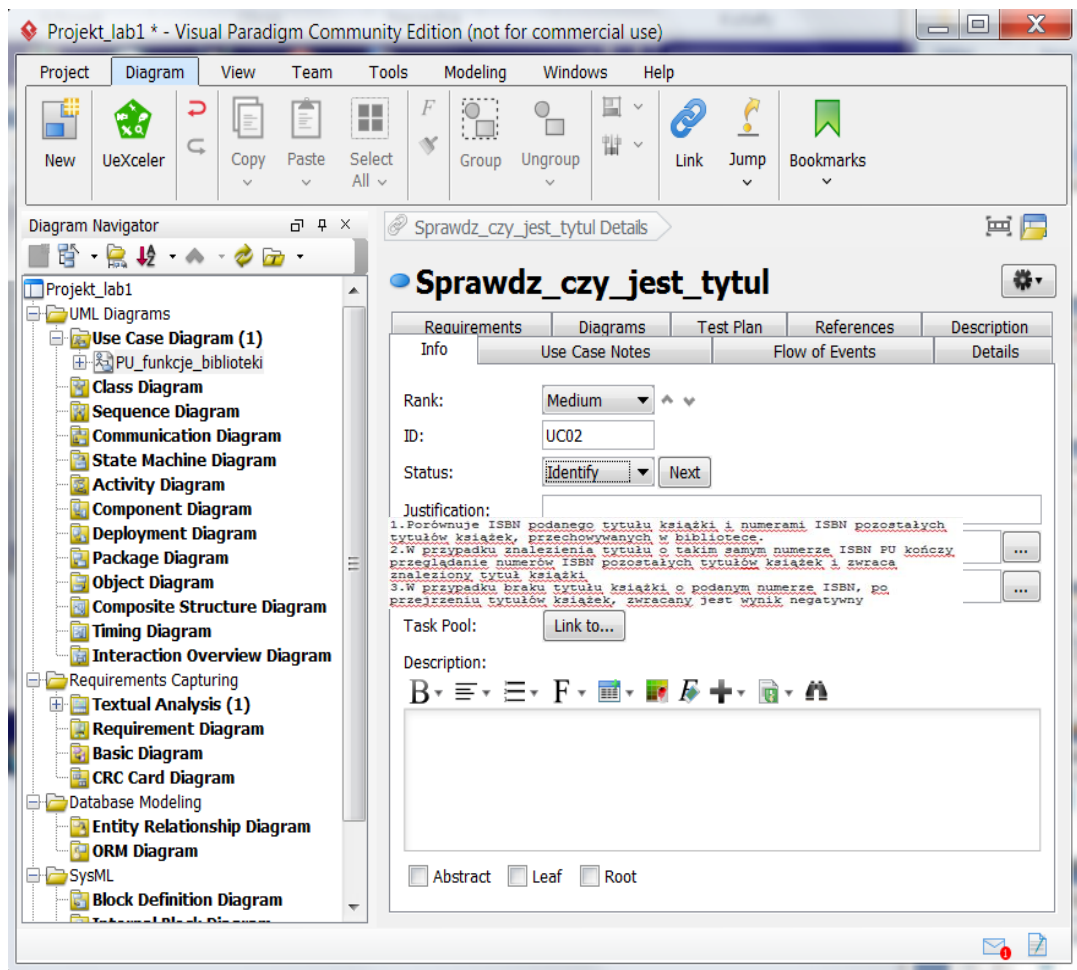 Projekt_lab1 * - Visual Paradigm Community Edition (not for commercial use)
Project Diagram View Team Tools Modeling Windows Help
New UeXceler Copy Paste Select All F Group Ungroup Link Jump Bookmarks
Diagram Navigator
Projekt_lab1
UML Diagrams
Use Case Diagram (1)
PU_funkcje_biblioteki
Class Diagram
Sequence Diagram
Communication Diagram
State Machine Diagram
Activity Diagram
Component Diagram
Deployment Diagram
Package Diagram
Object Diagram
Composite Structure Diagram
Timing Diagram
Interaction Overview Diagram
Requirements Capturing
Textual Analysis (1)
Requirement Diagram
Basic Diagram
CRC Card Diagram
Database Modeling
Entity Relationship Diagram
ORM Diagram
SysML
Block Definition Diagram
Sprawdz_czy_jest_tytul Details
Sprawdz_czy_jest_tytul
Requirements Diagrams Test Plan References Description
Info Use Case Notes Flow of Events Details
Rank: Medium
ID: UC02
Status: Identify Next
Justification:
1.Porównuje ISBN podanego tytułu książki i numerami ISBN pozostałych
tytułów książek, przechowywanych w bibliotece.
2.W przypadku znalezienia tytułu o takim samym numerze ISBN PU kończy
przeglądanie numerów ISBN pozostałych tytułów książek i zwraca
znaleziony tytuł książki
3.W przypadku braku tytułu książki o podanym numerze ISBN, po
przejrzeniu tytułów książek, zwracany jest wynik negatywny
...
...
Task Pool: Link to...
Description:
B F F
Abstract Leaf Root
1